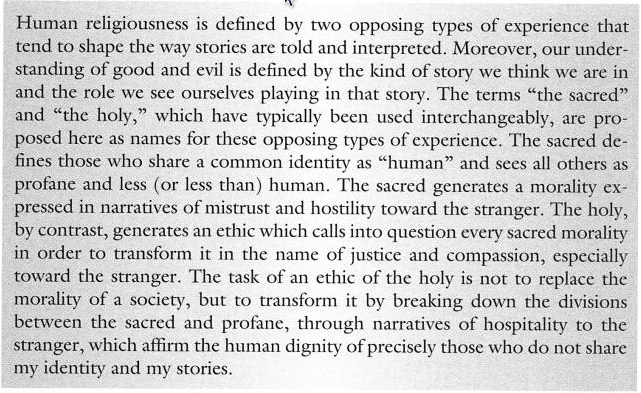 Human religiousness is defined by two opposing types of experience that
tend to shape the way stories are told and interpreted. Moreover, our under-
standing of good and evil is defined by the kind of story we think we are in
and the role we see ourselves playing in that story. The terms “the sacred”
and “the holy,” which have typically been used interchangeably, are pro-
posed here as names for these opposing types of experience. The sacred de-
fines those who share a common identity as “human” and sees all others as
profane and less (or less than) human. The sacred generates a morality ex-
pressed in narratives of mistrust and hostility toward the stranger. The holy,
by contrast, generates an ethic which calls into question every sacred morality
in order to transform it in the name of justice and compassion, especially
toward the stranger. The task of an ethic of the holy is not to replace the
morality of a society, but to transform it by breaking down the divisions
between the sacred and profane, through narratives of hospitality to the
stranger, which affirm the human dignity of precisely those who do not share
my identity and my stories.